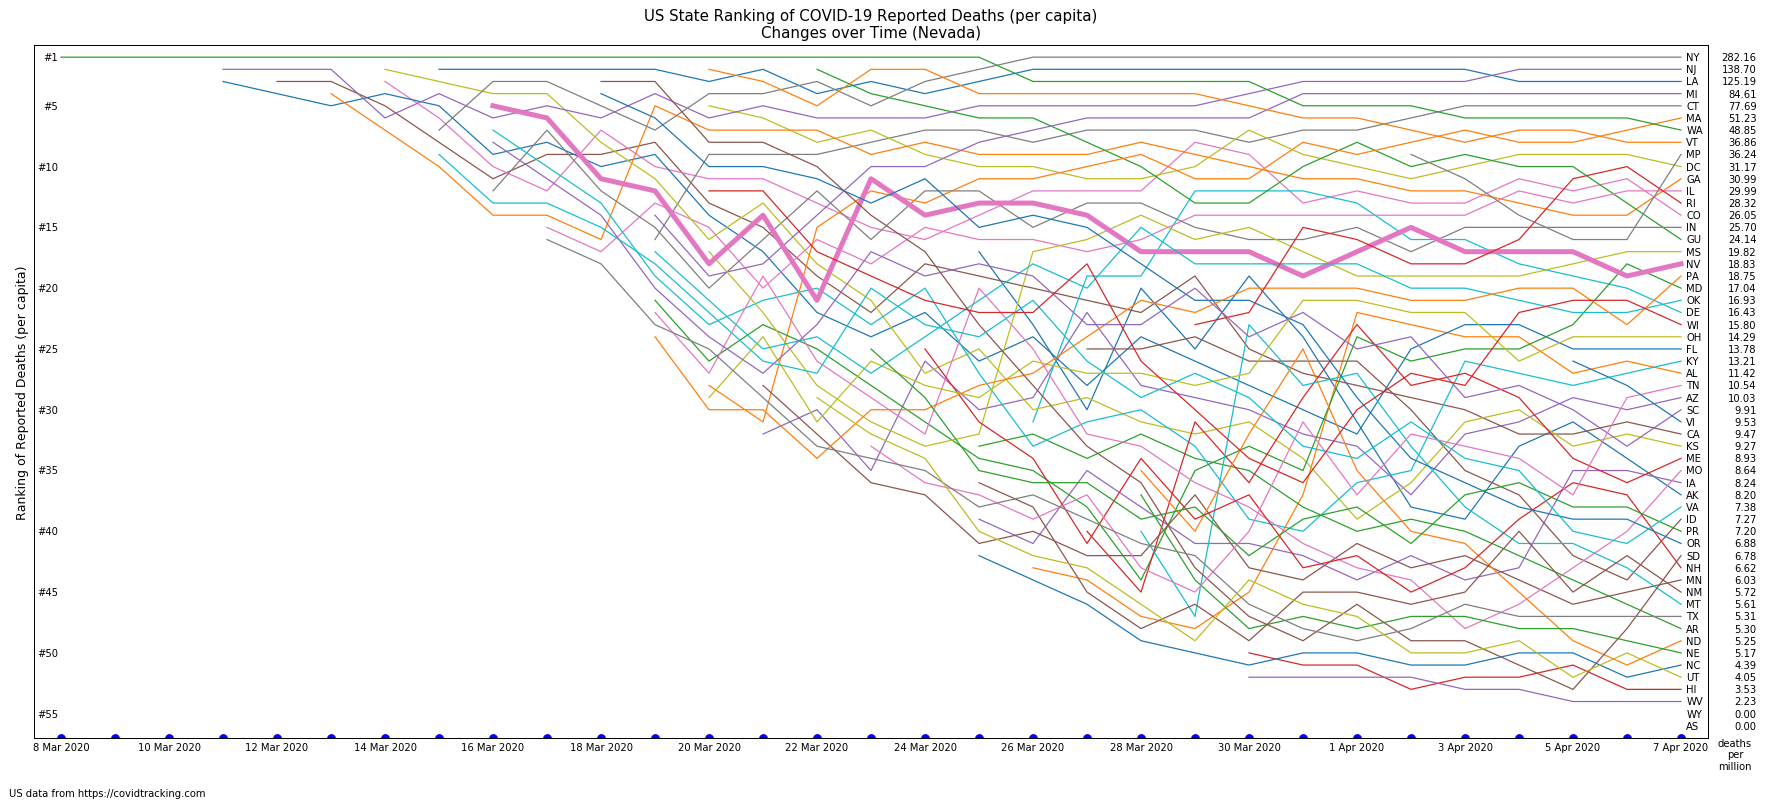 US State Ranking of COVID-19 Reported Deaths (per capita)
Changes over Time (Nevada)
Ranking of Reported Deaths (per capita)
#1
#5
#10
#15
#20
#25
#30
#35
#40
#45
#50
#55
NY 282.16
NJ 138.70
LA 125.19
MI 84.61
CT 77.69
MA 51.23
WA 48.85
VT 36.86
MP 36.24
DC 31.17
GA 30.99
IL 29.99
RI 28.32
CO 26.05
IN 25.70
GU 24.14
MS 19.82
NV 18.83
PA 18.75
MD 17.04
OK 16.93
DE 16.43
WI 15.80
OH 14.29
FL 13.78
KY 13.21
AL 11.42
TN 10.54
AZ 10.03
SC 9.91
VI 9.53
CA 9.47
KS 9.27
ME 8.93
MO 8.64
IA 8.24
AK 8.20
VA 7.38
ID 7.27
PR 7.20
OR 6.88
SD 6.78
NH 6.62
MN 6.03
NM 5.72
MT 5.61
TX 5.31
AR 5.30
ND 5.25
NE 5.17
NC 4.39
UT 4.05
HI 3.53
WV 2.23
WY 0.00
AS 0.00
8 Mar 2020 10 Mar 2020 12 Mar 2020 14 Mar 2020 16 Mar 2020 18 Mar 2020 20 Mar 2020 22 Mar 2020 24 Mar 2020 26 Mar 2020 28 Mar 2020 30 Mar 2020 1 Apr 2020 3 Apr 2020 5 Apr 2020 7 Apr 2020
deaths
per
million
US data from https://covidtracking.com